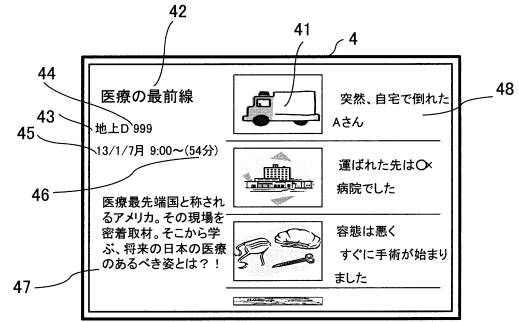 42
41
4
44
43
45
46
47
48
医療の最前線
地上D 999
13/1/7月 9:00~(54分)
医療最先端国と称され
るアメリカ。その現場を
密着取材。そこから学
ぶ、将来の日本の医療
のあるべき姿とは?!
突然、自宅で倒れた
Aさん
運ばれた先は○×
病院でした
容態は悪く
すぐに手術が始まり
ました